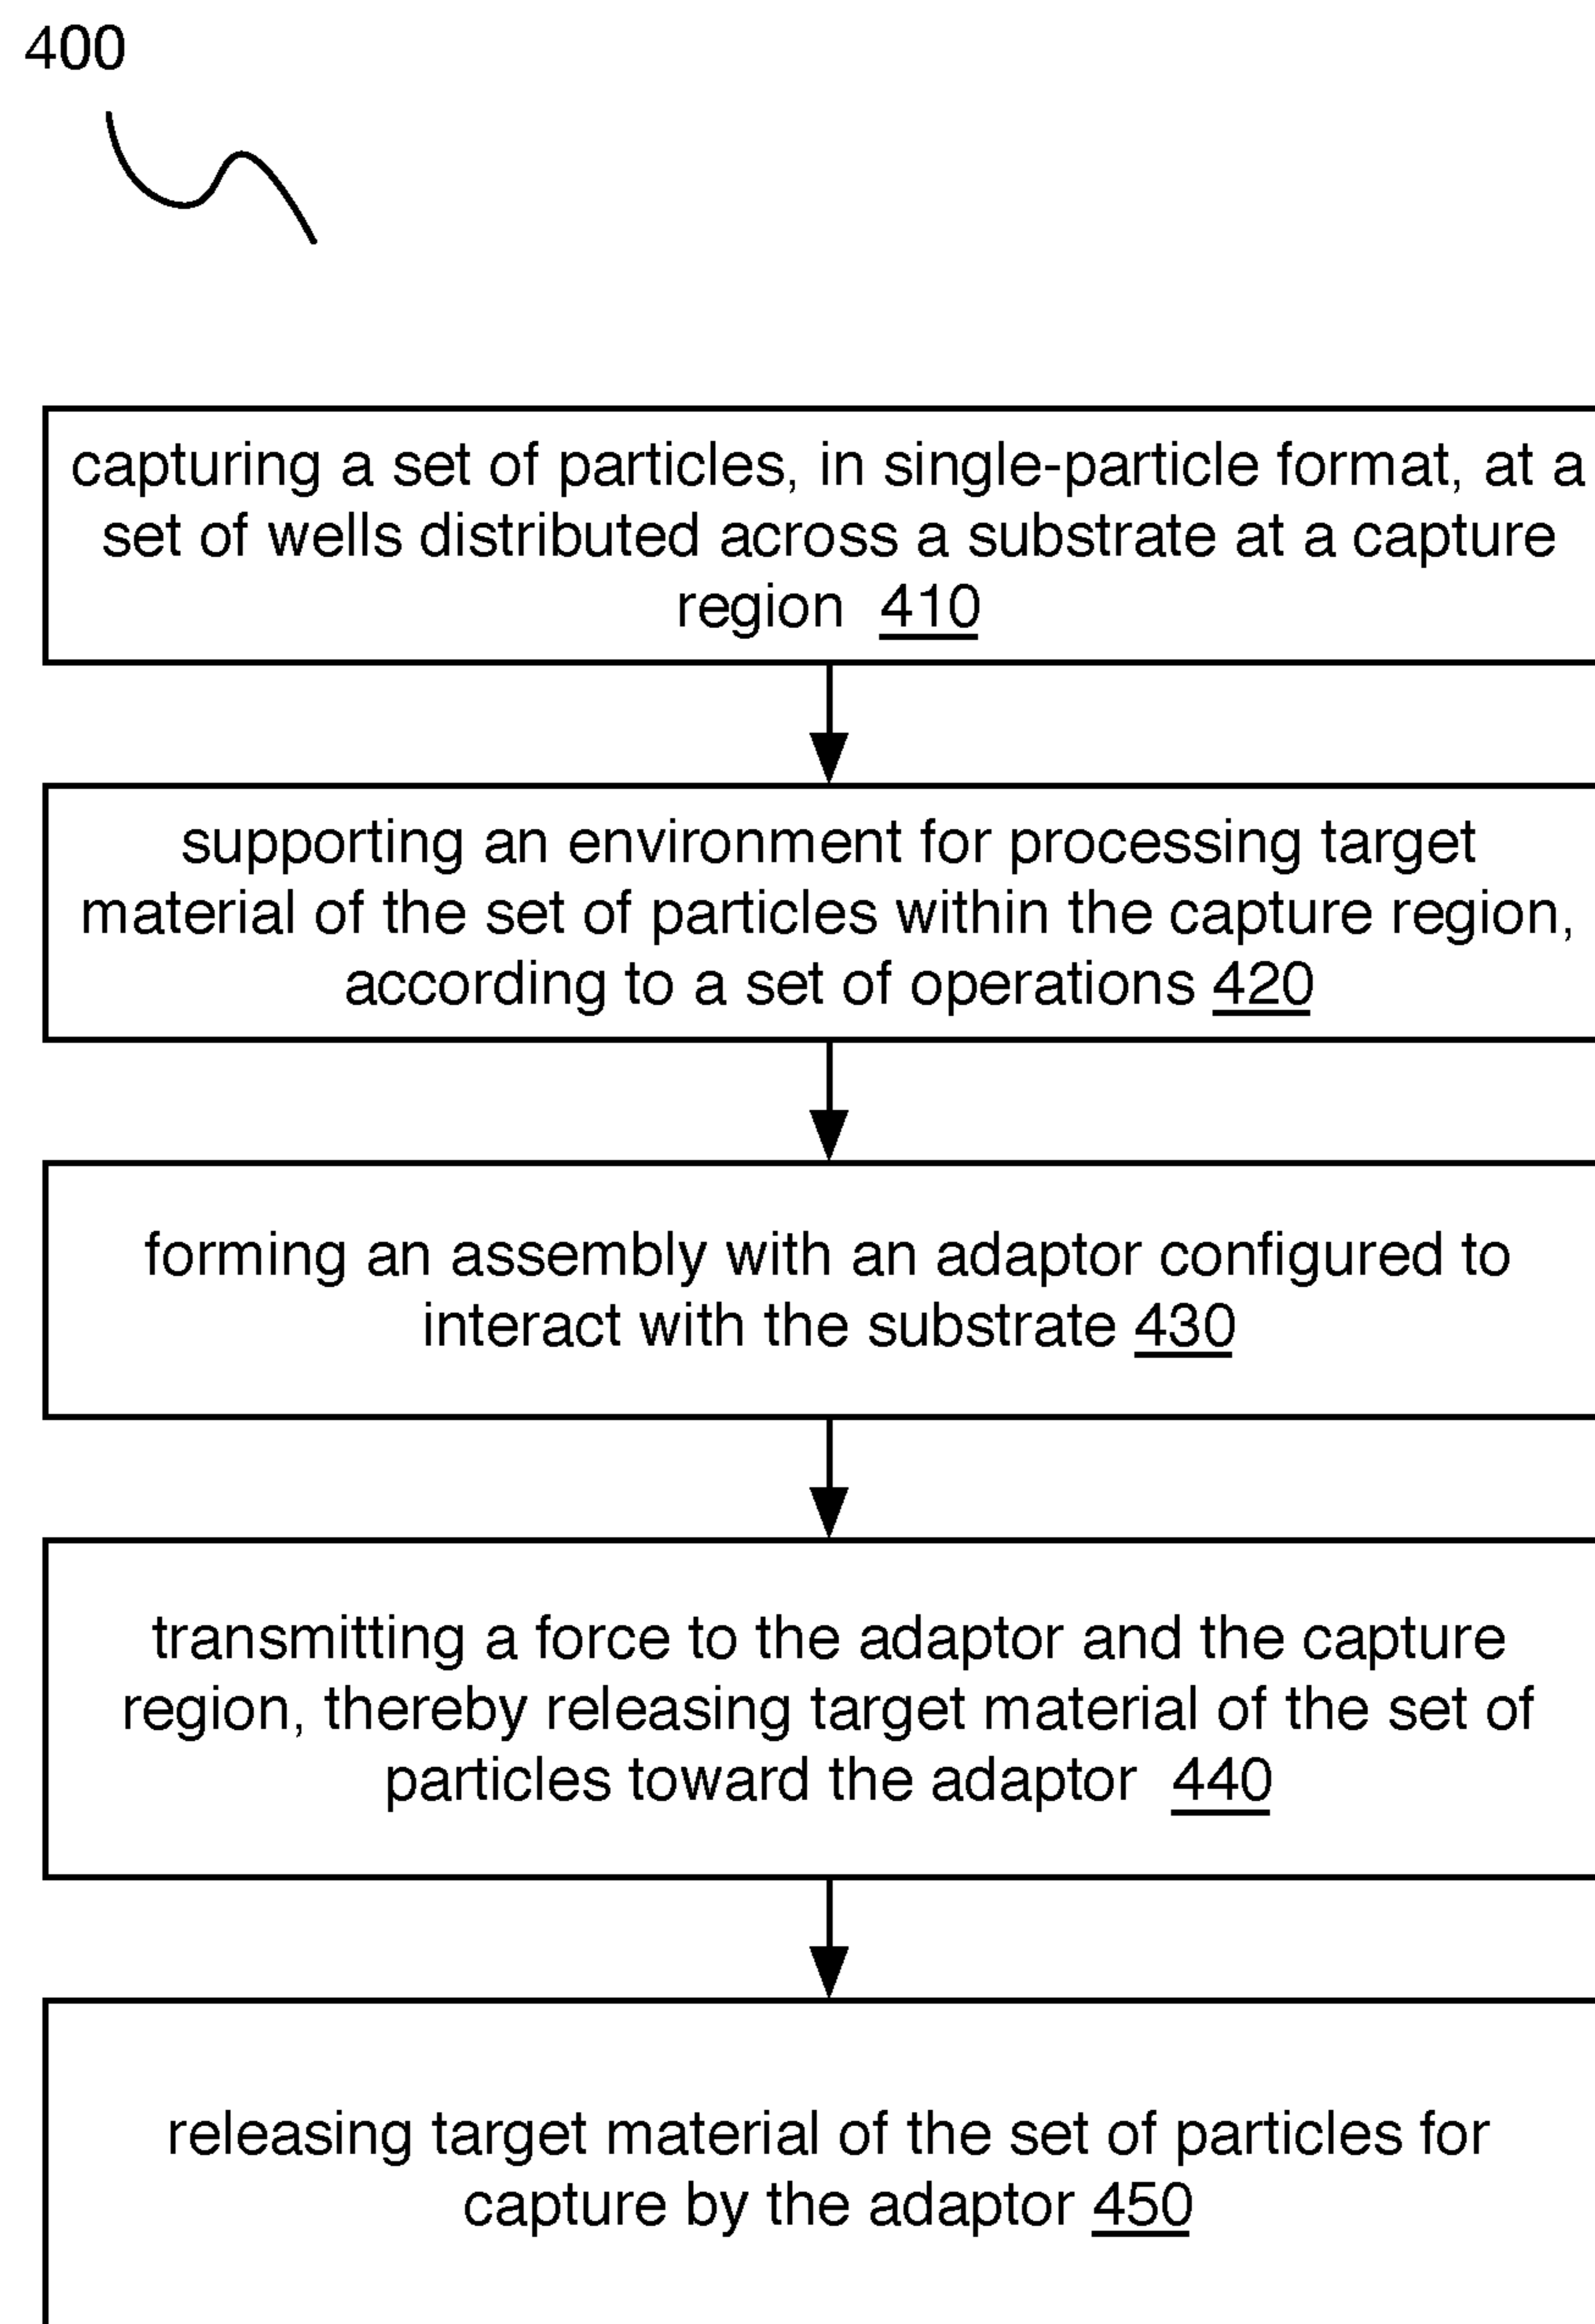 400
capturing a set of particles, in single-particle format, at a
set of wells distributed across a substrate at a capture
region 410
supporting an environment for processing target
material of the set of particles within the capture region,
according to a set of operations 420
forming an assembly with an adaptor configured to
interact with the substrate 430
transmitting a force to the adaptor and the capture
region, thereby releasing target material of the set of
particles toward the adaptor 440
releasing target material of the set of particles for
capture by the adaptor 450